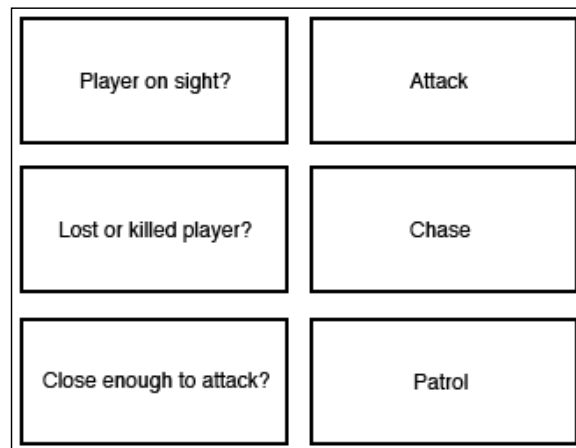 Player on sight?
Attack
Lost or killed player?
Chase
Close enough to attack?
Patrol